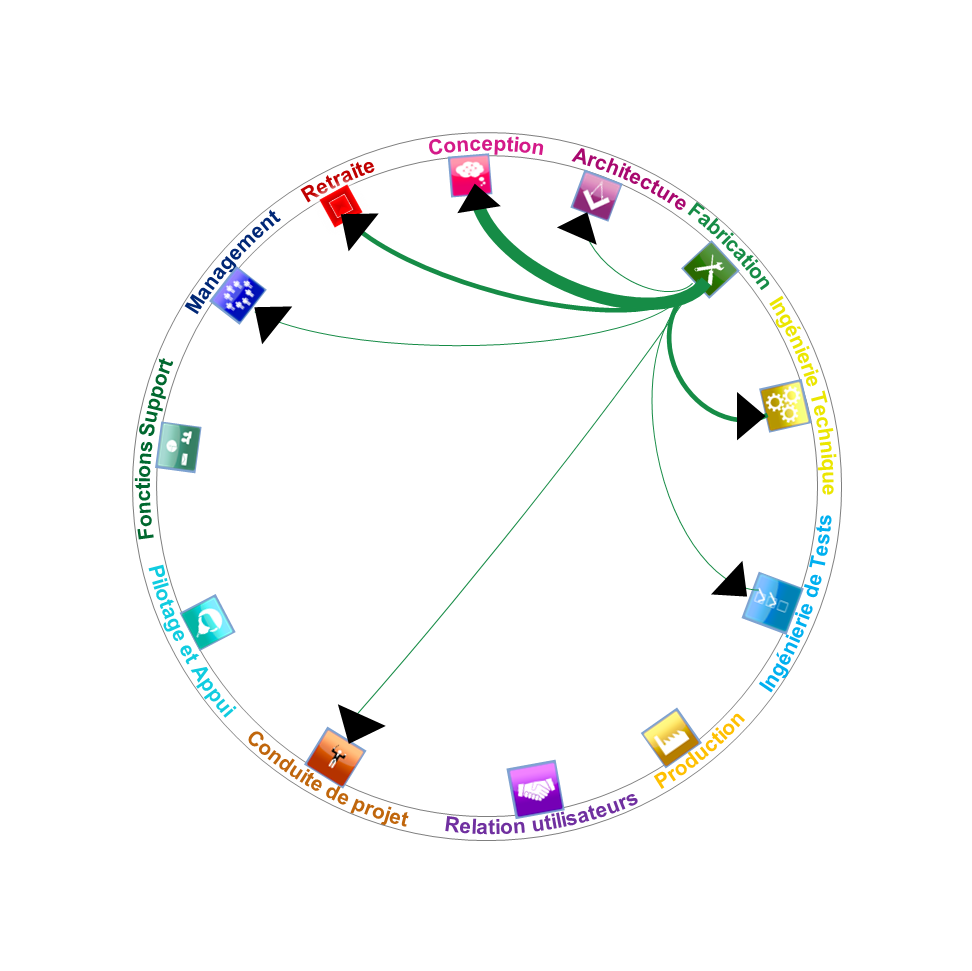 Conception
Architecture
Fabrication
Ingénierie Technique
Ingénierie de Tests
Production
Relation utilisateurs
Conduite de projet
Pilotage et Appui
Fonctions Support
Management
Retraite